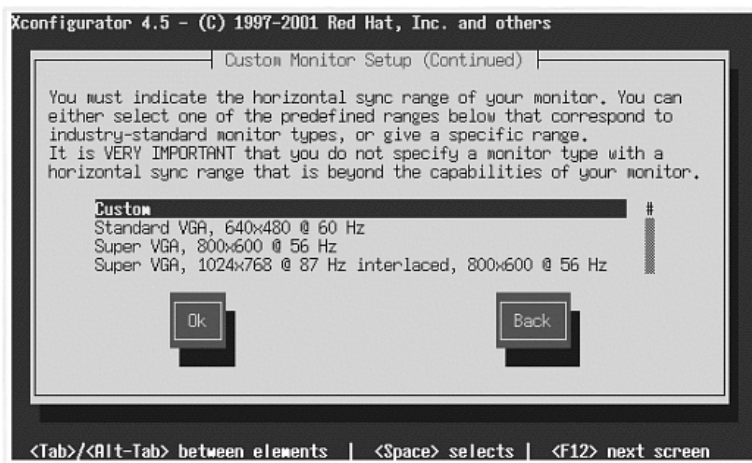 Xconfigurator 4.5 - (C) 1997-2001 Red Hat, Inc. and others
Custom Monitor Setup (Continued)
You must indicate the horizontal sync range of your monitor. You can
either select one of the predefined ranges below that correspond to
industry-standard monitor types, or give a specific range.
It is VERY IMPORTANT that you do not specify a monitor type with a
horizontal sync range that is beyond the capabilities of your monitor.
Custom #
Standard VGA, 640x480 @ 60 Hz
Super VGA, 800x600 @ 56 Hz
Super VGA, 1024x768 @ 87 Hz interlaced, 800x600 @ 56 Hz
Ok Back
<Tab>/<Alt-Tab> between elements | <Space> selects | <F12> next screen